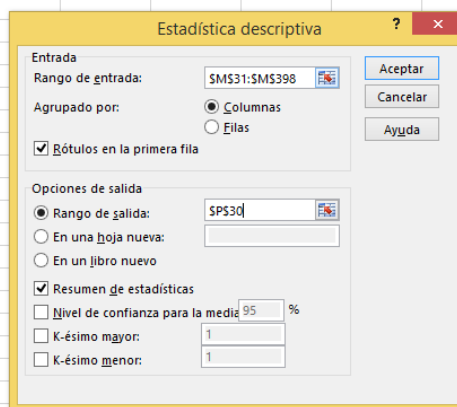 Estadística descriptiva
? ×
Entrada
Rango de entrada: $M$31:$M$398
Agrupado por: Columnas
Filas
Rótulos en la primera fila
Aceptar
Cancelar
Ayuda
Opciones de salida
Rango de salida: $P$30
En una hoja nueva:
En un libro nuevo
Resumen de estadísticas
Nivel de confianza para la media 95 %
K-ésimo mayor: 1
K-ésimo menor: 1